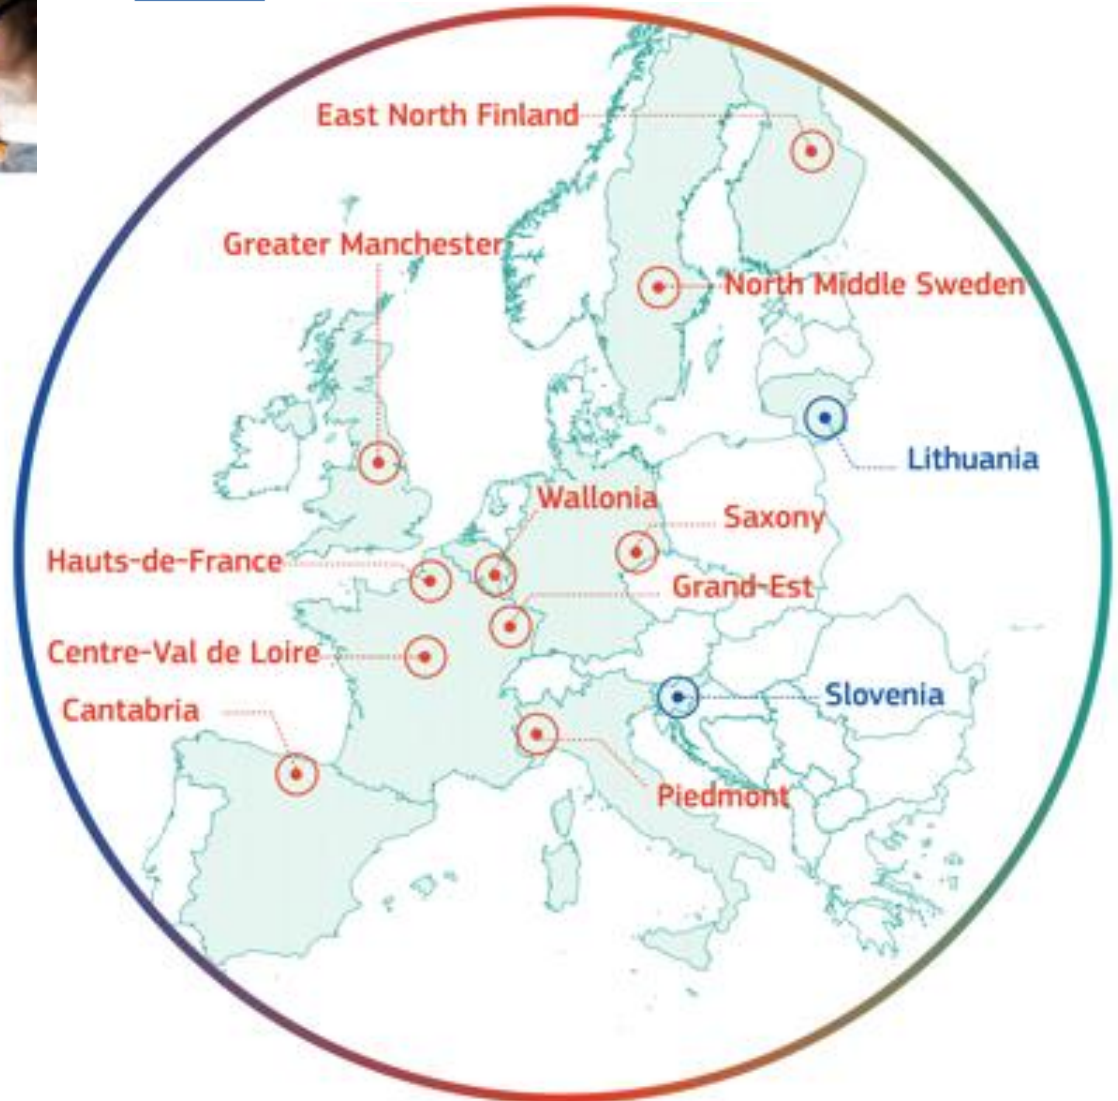 East North Finland
Greater Manchester
North Middle Sweden
Lithuania
Wallonia
Saxony
Hauts-de-France
Grand-Est
Centre-Val de Loire
Slovenia
Cantabria
Piedmont